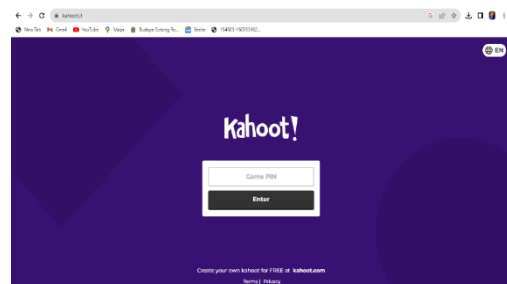 kahoot.it
New Tab Gmail YouTube Maps
EN
Kahoot!
Game PIN
Enter
Create your own kahoot for FREE at kahoot.com
Terms | Privacy